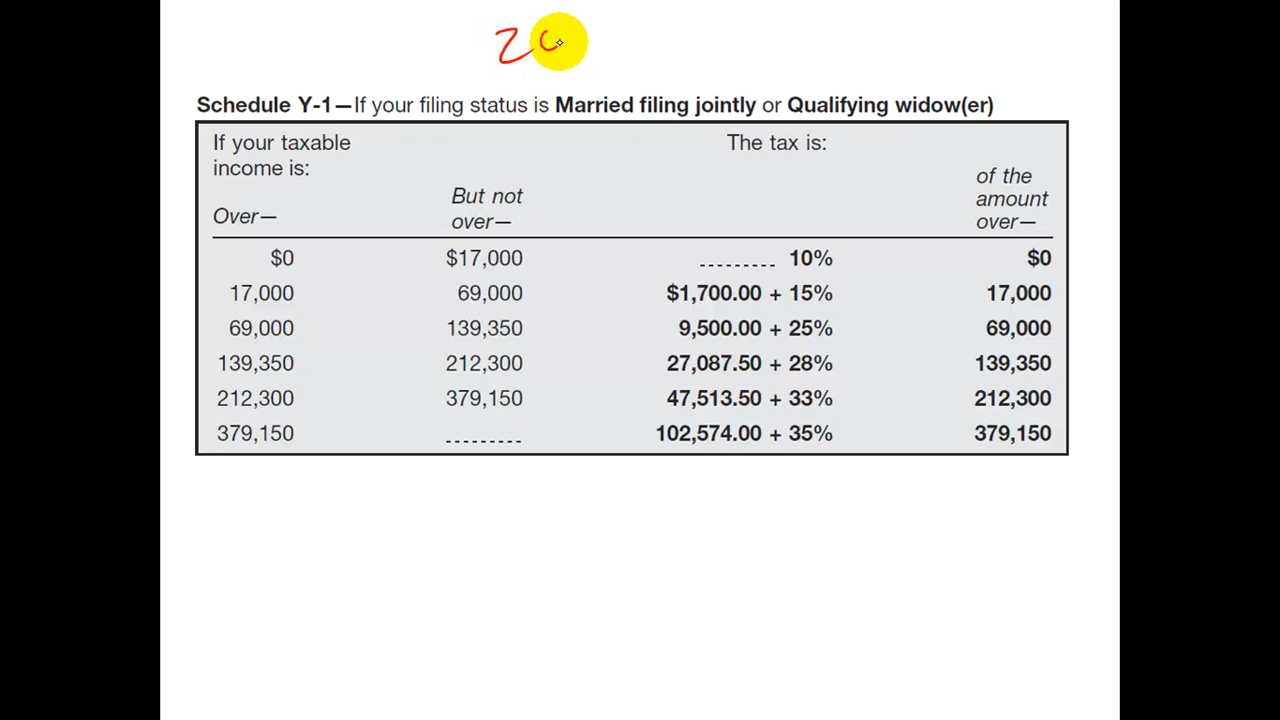 20
Schedule Y-1—If your filing status is Married filing jointly or Qualifying widow(er)
If your taxable income is: The tax is:
Over— But not over— of the amount over—
$0 $17,000 ......... 10% $0
17,000 69,000 $1,700.00 + 15% 17,000
69,000 139,350 9,500.00 + 25% 69,000
139,350 212,300 27,087.50 + 28% 139,350
212,300 379,150 47,513.50 + 33% 212,300
379,150 ......... 102,574.00 + 35% 379,150